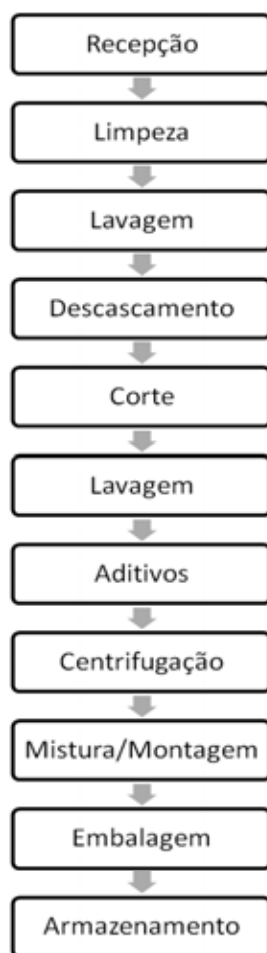 Recepção
Limpeza
Lavagem
Descascamento
Corte
Lavagem
Aditivos
Centrifugação
Mistura/Montagem
Embalagem
Armazenamento